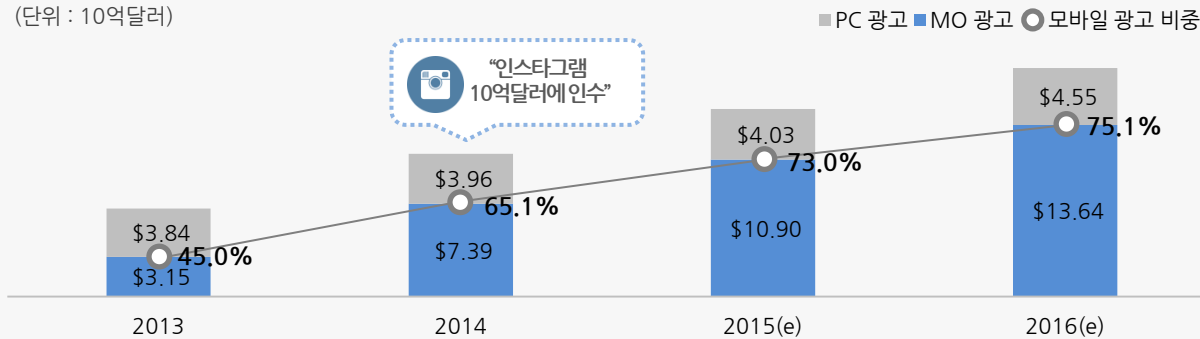 (단위 : 10억달러)
PC 광고 MO 광고 모바일 광고 비중
“인스타그램
10억달러에 인수”
$3.84
45.0%
$3.15
$3.96
65.1%
$7.39
$4.03
73.0%
$10.90
$4.55
75.1%
$13.64
2013 2014 2015(e) 2016(e)